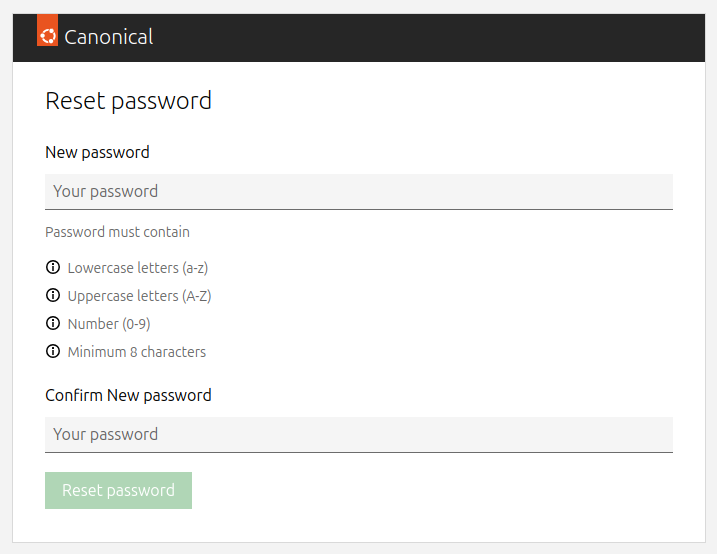 Canonical
Reset password
New password
Your password
Password must contain
Lowercase letters (a-z)
Uppercase letters (A-Z)
Number (0-9)
Minimum 8 characters
Confirm New password
Your password
Reset password